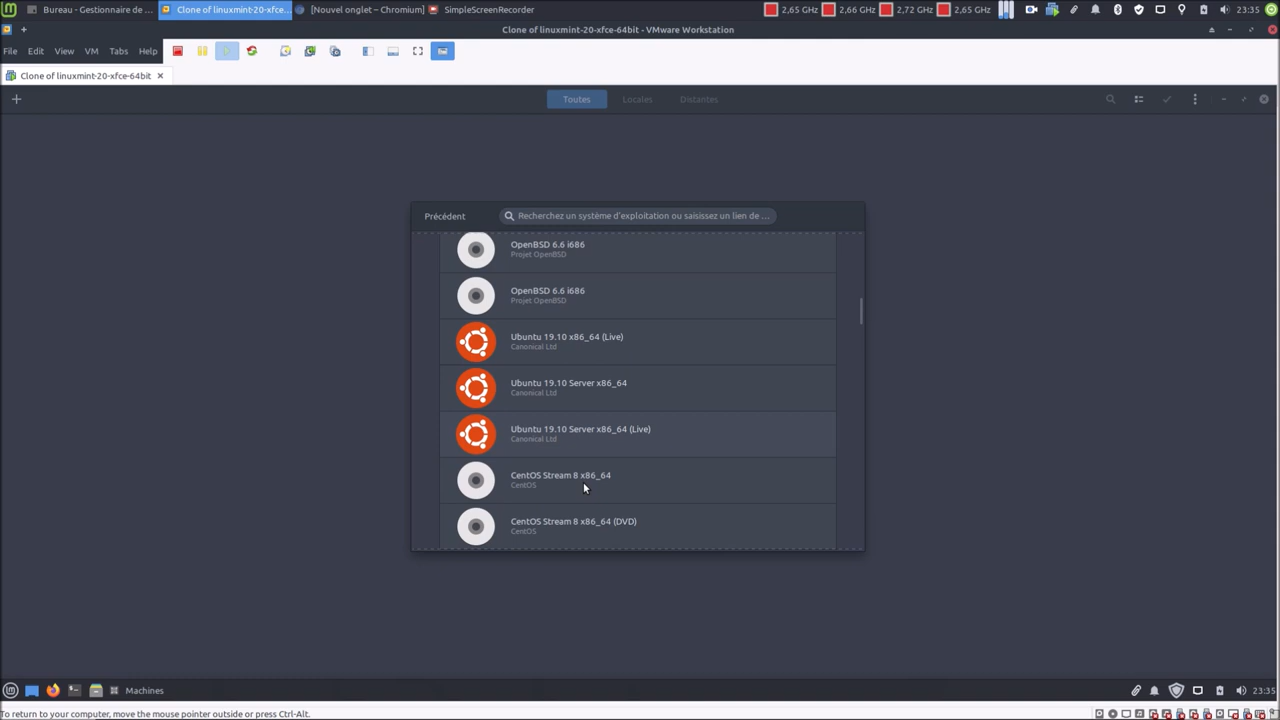 Bureau - Gestionnaire de ...
Clone of linuxmint-20-xfce...
[Nouvel onglet – Chromium]
SimpleScreenRecorder
2,65 GHz
2,66 GHz
2,72 GHz
2,65 GHz
23:35
Clone of linuxmint-20-xfce-64bit - VMware Workstation
File Edit View VM Tabs Help
Clone of linuxmint-20-xfce-64bit
Toutes
Locales
Distantes
Précédent
Recherchez un système d'exploitation ou saisissez un lien de ...
OpenBSD 6.6 i686
Projet OpenBSD
OpenBSD 6.6 i686
Projet OpenBSD
Ubuntu 19.10 x86_64 (Live)
Canonical Ltd
Ubuntu 19.10 Server x86_64
Canonical Ltd
Ubuntu 19.10 Server x86_64 (Live)
Canonical Ltd
CentOS Stream 8 x86_64
CentOS
CentOS Stream 8 x86_64 (DVD)
CentOS
Machines
23:35
To return to your computer, move the mouse pointer outside or press Ctrl-Alt.